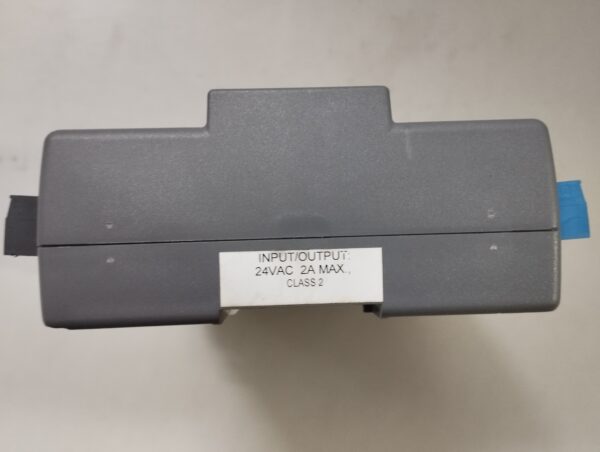 INPUT/OUTPUT:
24VAC 2A MAX.,
CLASS 2